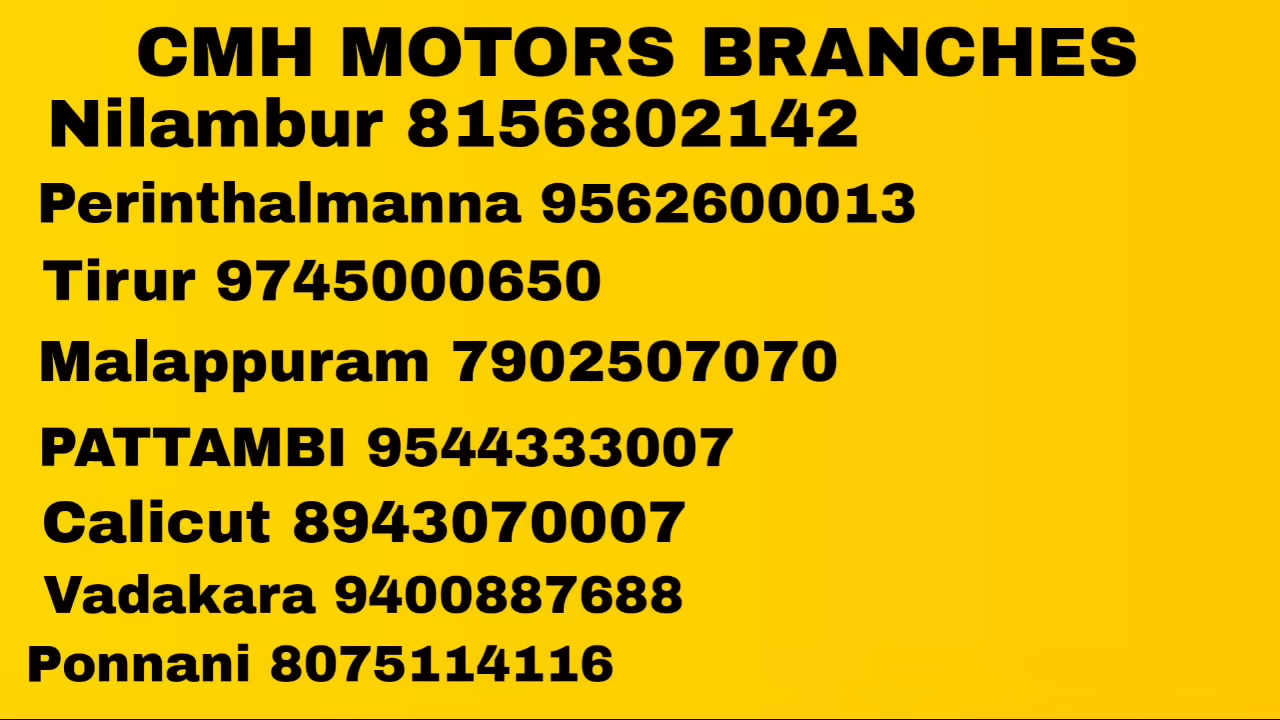 CMH MOTORS BRANCHES
Nilambur 8156802142
Perinthalmanna 9562600013
Tirur 9745000650
Malappuram 7902507070
PATTAMBI 9544333007
Calicut 8943070007
Vadakara 9400887688
Ponnani 8075114116